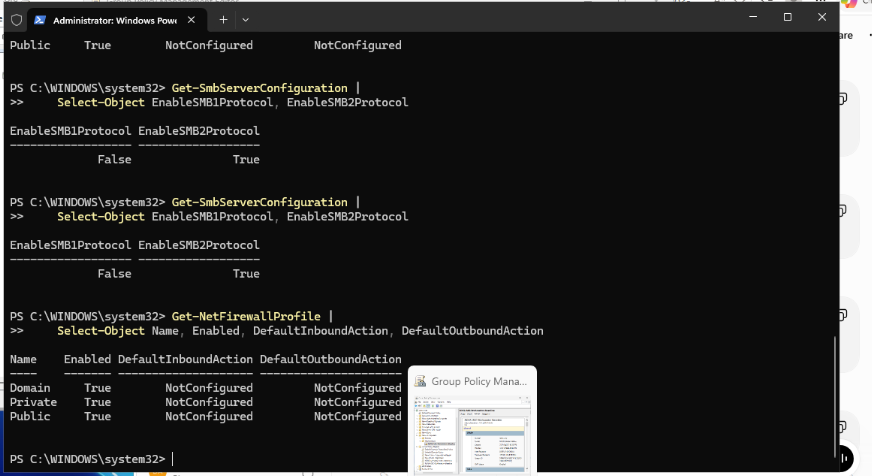 Administrator: Windows Powe
Public True NotConfigured NotConfigured
PS C:\WINDOWS\system32> Get-SmbServerConfiguration |
>> Select-Object EnableSMB1Protocol, EnableSMB2Protocol
EnableSMB1Protocol EnableSMB2Protocol
------------------ ------------------
False True
PS C:\WINDOWS\system32> Get-SmbServerConfiguration |
>> Select-Object EnableSMB1Protocol, EnableSMB2Protocol
EnableSMB1Protocol EnableSMB2Protocol
------------------ ------------------
False True
PS C:\WINDOWS\system32> Get-NetFirewallProfile |
>> Select-Object Name, Enabled, DefaultInboundAction, DefaultOutboundAction
Name Enabled DefaultInboundAction DefaultOutboundAction
---- ------- -------------------- ---------------------
Domain True NotConfigured NotConfigured
Private True NotConfigured NotConfigured
Public True NotConfigured NotConfigured
PS C:\WINDOWS\system32>
Group Policy Mana...
are